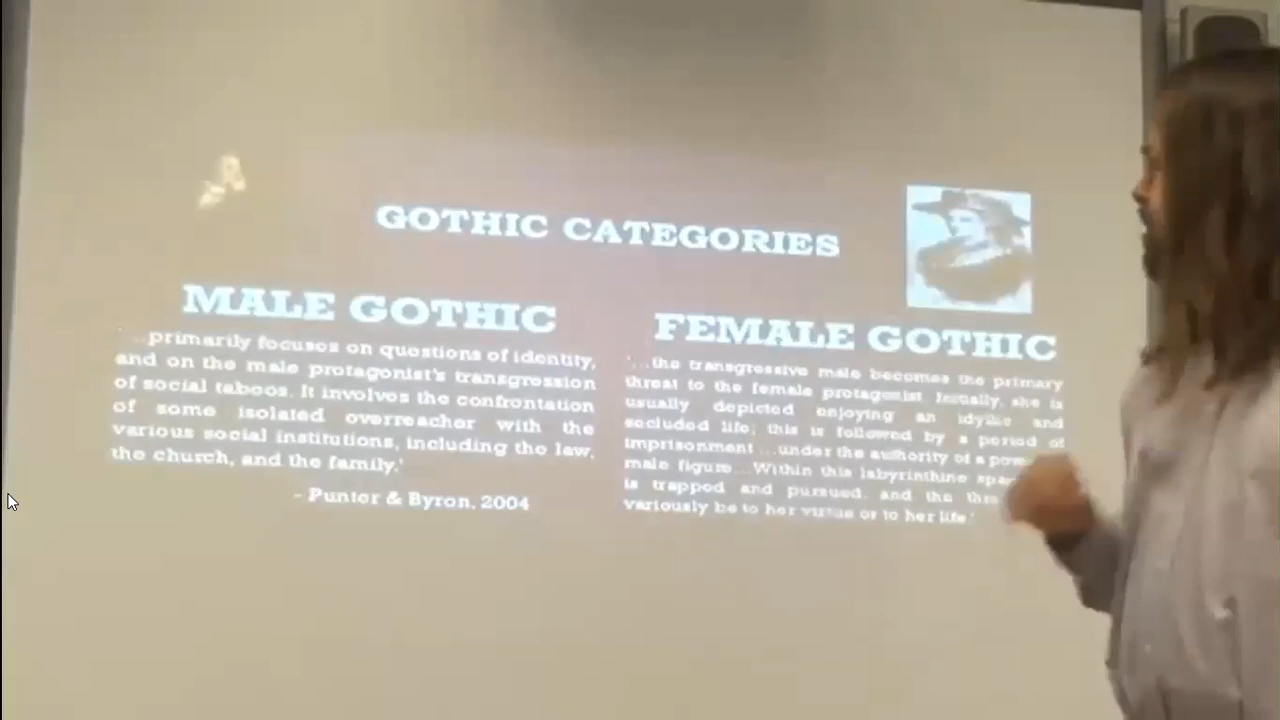 GOTHIC CATEGORIES
MALE GOTHIC
'...primarily focuses on questions of identity,
and on the male protagonist's transgression
of social taboos. It involves the confrontation
of some isolated overreacher with the
various social institutions, including the law,
the church, and the family.'
- Punter & Byron, 2004
FEMALE GOTHIC
'...the transgressive male becomes the primary
threat to the female protagonist. Initially, she is
usually depicted enjoying an idyllic and
secluded life; this is followed by a period of
imprisonment ...under the authority of a
male figure...Within this labyrinthine
is trapped and pursued, and the
variously be to her virtue or to her life.'